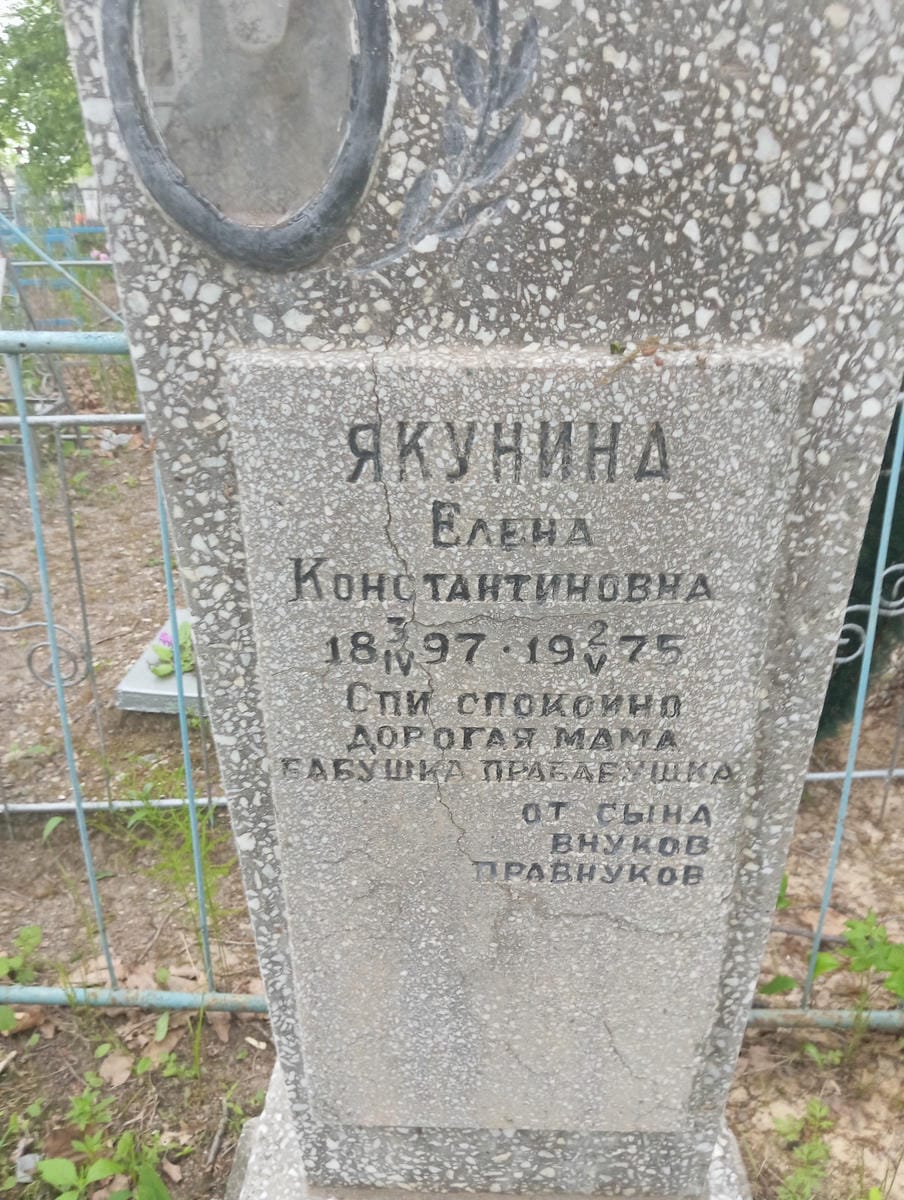 ЯКУНИНА
ЕЛЕНА
КОНСТАНТИНОВНА
18 3/IV 97 · 19 2/V 75
СПИ СПОКОИНО
ДОРОГАЯ МАМА
БАБУШКА ПРАБАБУШКА
ОТ СЫНА
ВНУКОВ
ПРАВНУКОВ